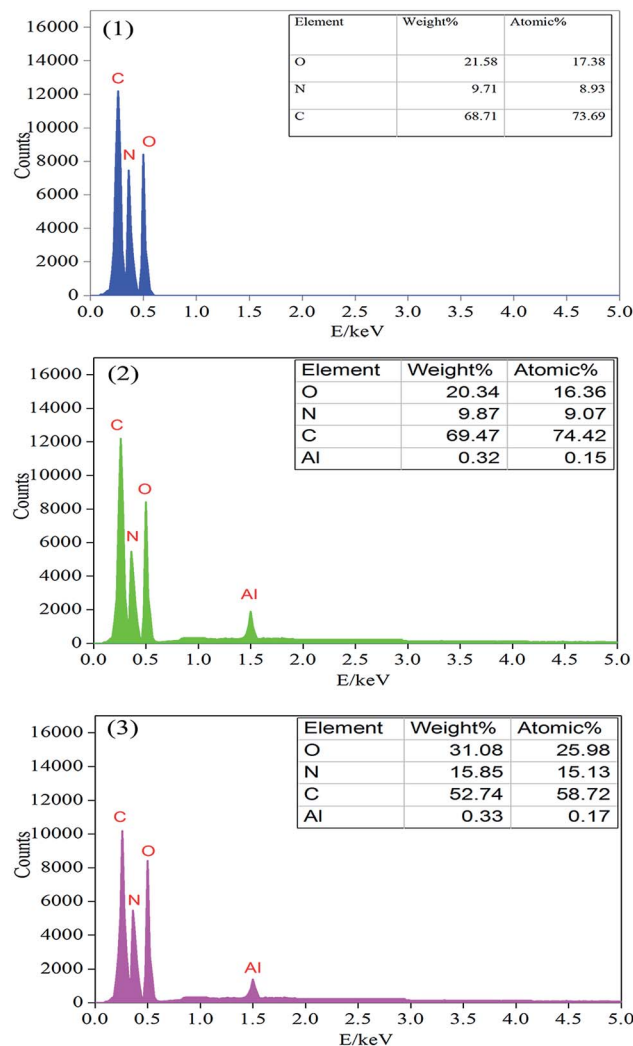 (1)
Element Weight% Atomic%
O 21.58 17.38
N 9.71 8.93
C 68.71 73.69
C
N
O
Counts
16000
14000
12000
10000
8000
6000
4000
2000
0
0.0 0.5 1.0 1.5 2.0 2.5 3.0 3.5 4.0 4.5 5.0
E/keV
(2)
Element Weight% Atomic%
O 20.34 16.36
N 9.87 9.07
C 69.47 74.42
Al 0.32 0.15
C
O
N
Al
Counts
16000
14000
12000
10000
8000
6000
4000
2000
0
0.0 0.5 1.0 1.5 2.0 2.5 3.0 3.5 4.0 4.5 5.0
E/keV
(3)
Element Weight% Atomic%
O 31.08 25.98
N 15.85 15.13
C 52.74 58.72
Al 0.33 0.17
C
O
N
Al
Counts
16000
14000
12000
10000
8000
6000
4000
2000
0
0.0 0.5 1.0 1.5 2.0 2.5 3.0 3.5 4.0 4.5 5.0
E/keV